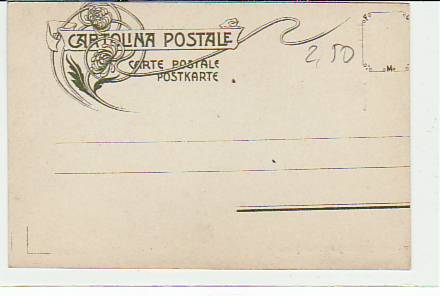 CARTOLINA POSTALE
CARTE POSTALE
POSTKARTE
2,50
M